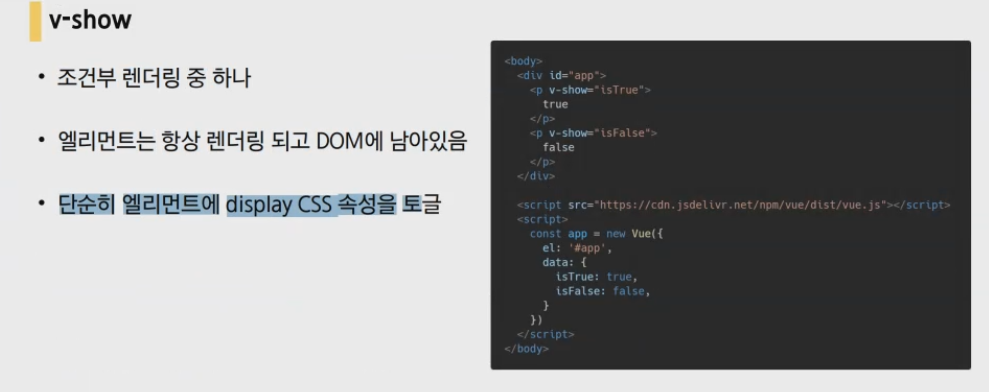 v-show
• 조건부 렌더링 중 하나
• 엘리먼트는 항상 렌더링 되고 DOM에 남아있음
• 단순히 엘리먼트에 display CSS 속성을 토글
<body>
  <div id="app">
    <p v-show="isTrue">
      true
    </p>
    <p v-show="isFalse">
      false
    </p>
  </div>

  <script src="https://cdn.jsdelivr.net/npm/vue/dist/vue.js"></script>
  <script>
    const app = new Vue({
      el: '#app',
      data: {
        isTrue: true,
        isFalse: false,
      }
    })
  </script>
</body>